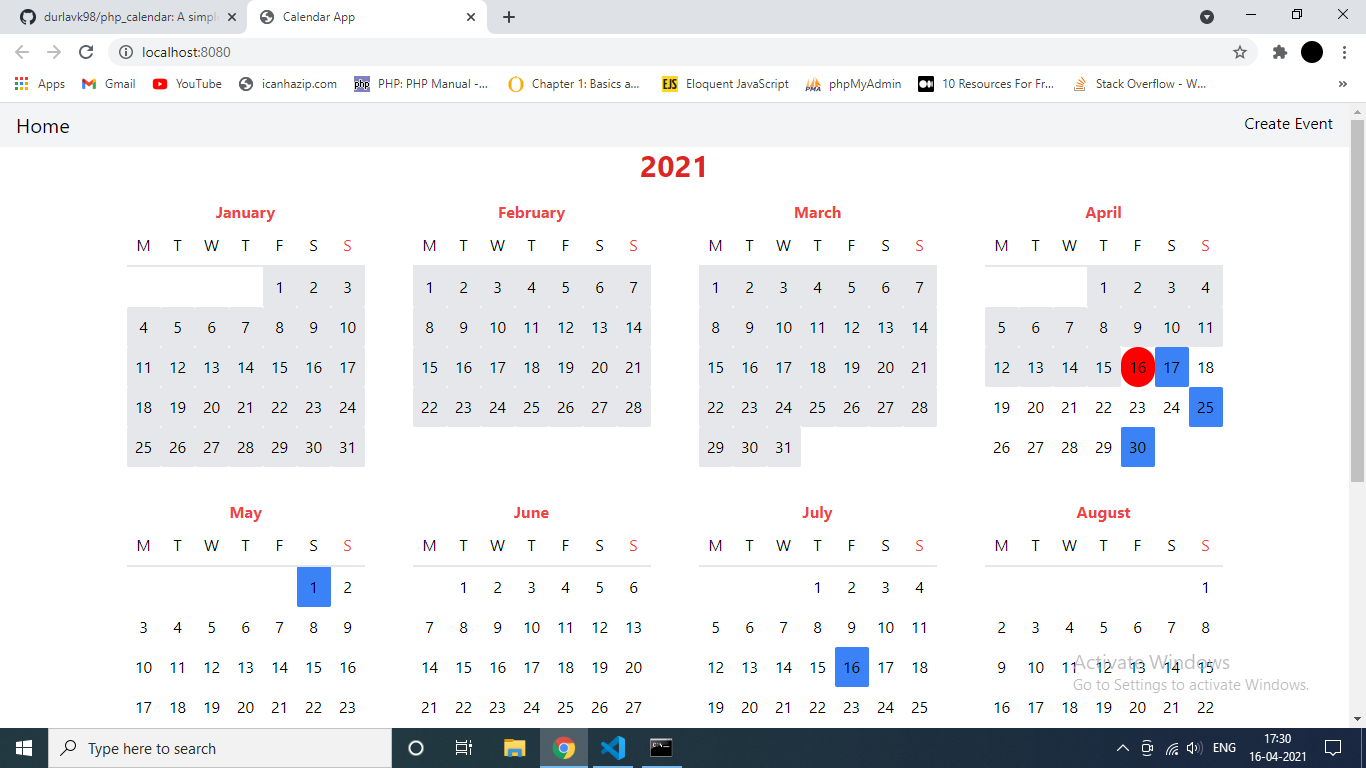 durlavk98/php_calendar: A simpl
Calendar App
localhost:8080
Apps Gmail YouTube icanhazip.com php PHP: PHP Manual -... Chapter 1: Basics a... EJS Eloquent JavaScript PMA phpMyAdmin 10 Resources For Fr... Stack Overflow - W... »
Home Create Event
2021
January February March April
M T W T F S S M T W T F S S M T W T F S S M T W T F S S
1 2 3 1 2 3 4 5 6 7 1 2 3 4 5 6 7 1 2 3 4
4 5 6 7 8 9 10 8 9 10 11 12 13 14 8 9 10 11 12 13 14 5 6 7 8 9 10 11
11 12 13 14 15 16 17 15 16 17 18 19 20 21 15 16 17 18 19 20 21 12 13 14 15 16 17 18
18 19 20 21 22 23 24 22 23 24 25 26 27 28 22 23 24 25 26 27 28 19 20 21 22 23 24 25
25 26 27 28 29 30 31 29 30 31 26 27 28 29 30
May June July August
M T W T F S S M T W T F S S M T W T F S S M T W T F S S
1 2 1 2 3 4 5 6 1 2 3 4 1
3 4 5 6 7 8 9 7 8 9 10 11 12 13 5 6 7 8 9 10 11 2 3 4 5 6 7 8
10 11 12 13 14 15 16 14 15 16 17 18 19 20 12 13 14 15 16 17 18 9 10 11 12 13 14 15
Activate Windows
Go to Settings to activate Windows.
17 18 19 20 21 22 23 21 22 23 24 25 26 27 19 20 21 22 23 24 25 16 17 18 19 20 21 22
Type here to search
ENG
17:30
16-04-2021